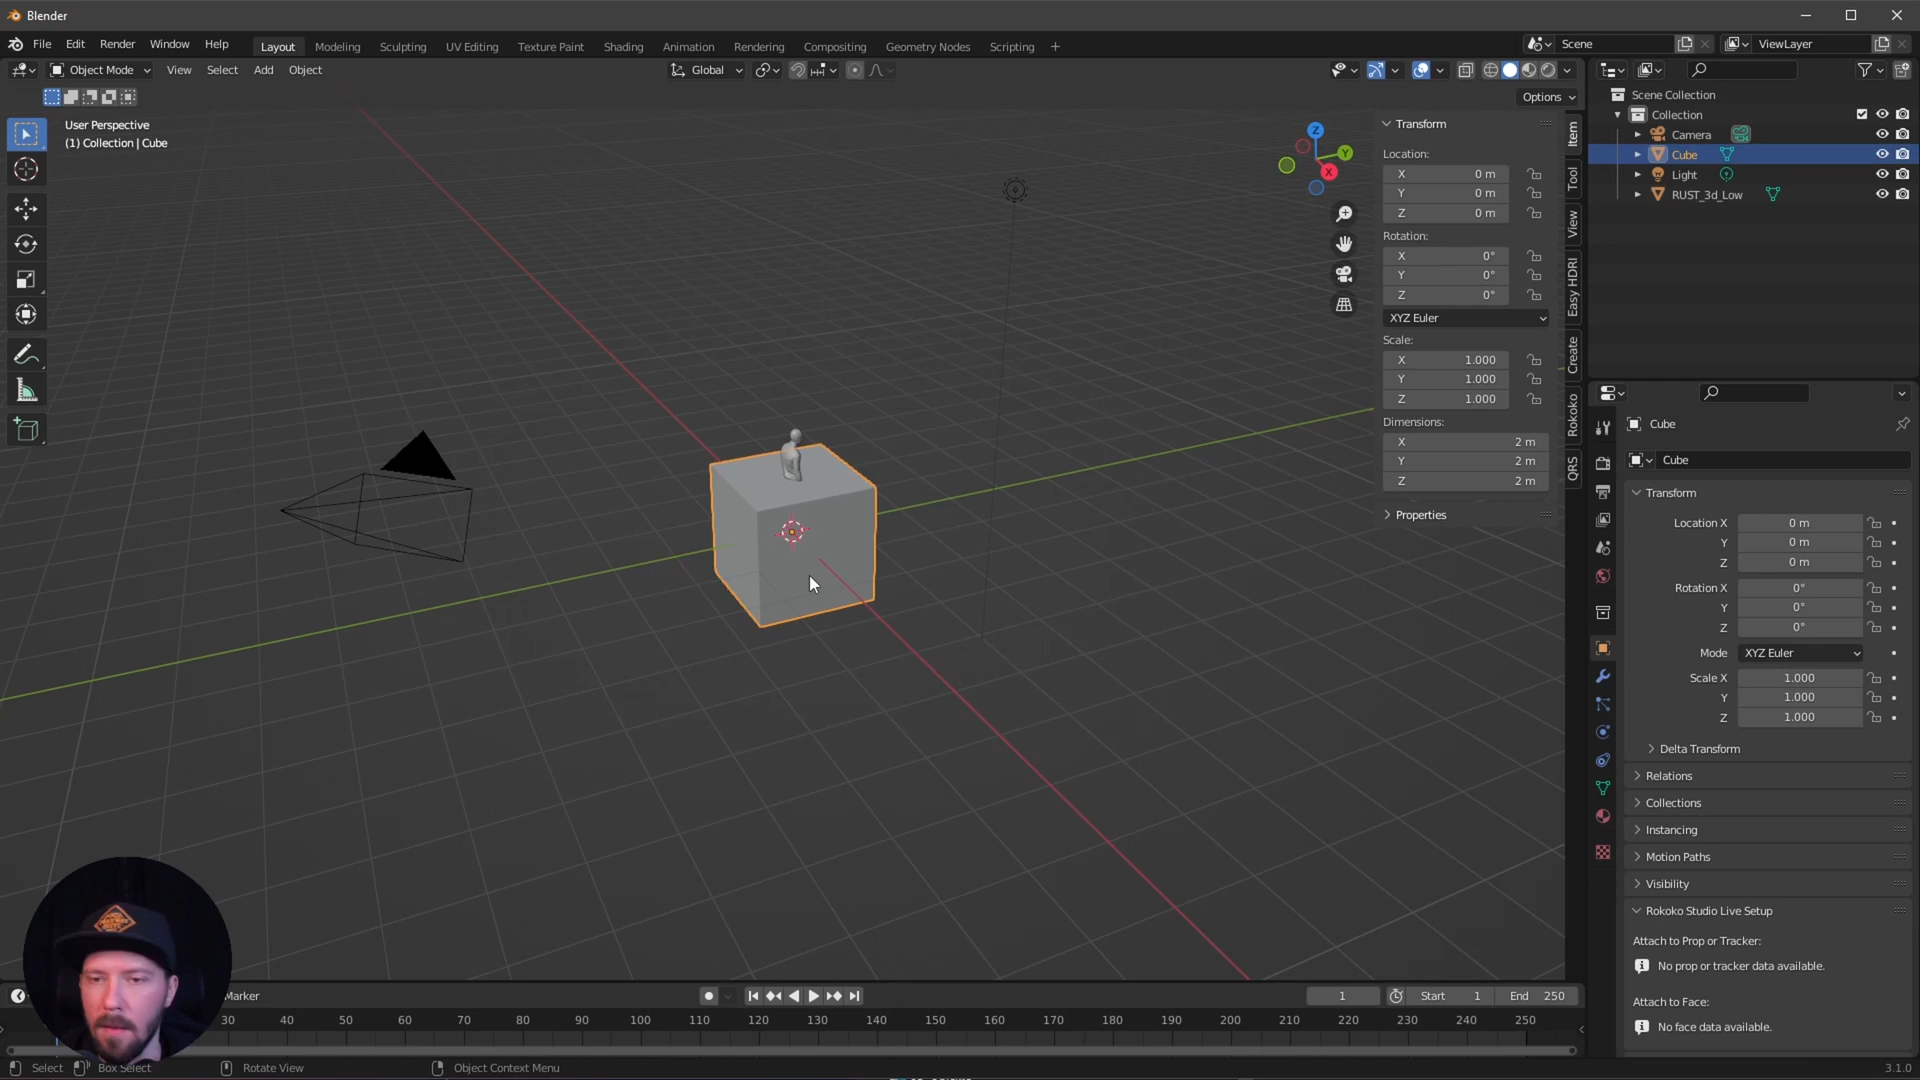 Blender
File Edit Render Window Help Layout Modeling Sculpting UV Editing Texture Paint Shading Animation Rendering Compositing Geometry Nodes Scripting + Scene ViewLayer
Object Mode View Select Add Object Global
Options
User Perspective
(1) Collection | Cube
Z
Y
X
Transform
Location:
X 0 m
Y 0 m
Z 0 m
Rotation:
X 0°
Y 0°
Z 0°
XYZ Euler
Scale:
X 1.000
Y 1.000
Z 1.000
Dimensions:
X 2 m
Y 2 m
Z 2 m
Properties
Item
Tool
View
Easy HDRI
Create
Rokoko
QRS
Scene Collection
Collection
Camera
Cube
Light
RUST_3d_Low
Cube
Cube
Transform
Location X 0 m
Y 0 m
Z 0 m
Rotation X 0°
Y 0°
Z 0°
Mode XYZ Euler
Scale X 1.000
Y 1.000
Z 1.000
Delta Transform
Relations
Collections
Instancing
Motion Paths
Visibility
Rokoko Studio Live Setup
Attach to Prop or Tracker:
No prop or tracker data available.
Attach to Face:
No face data available.
Marker 1 Start 1 End 250
30 40 50 60 70 80 90 100 110 120 130 140 150 160 170 180 190 200 210 220 230 240 250
Select Box Select Rotate View Object Context Menu 3.1.0